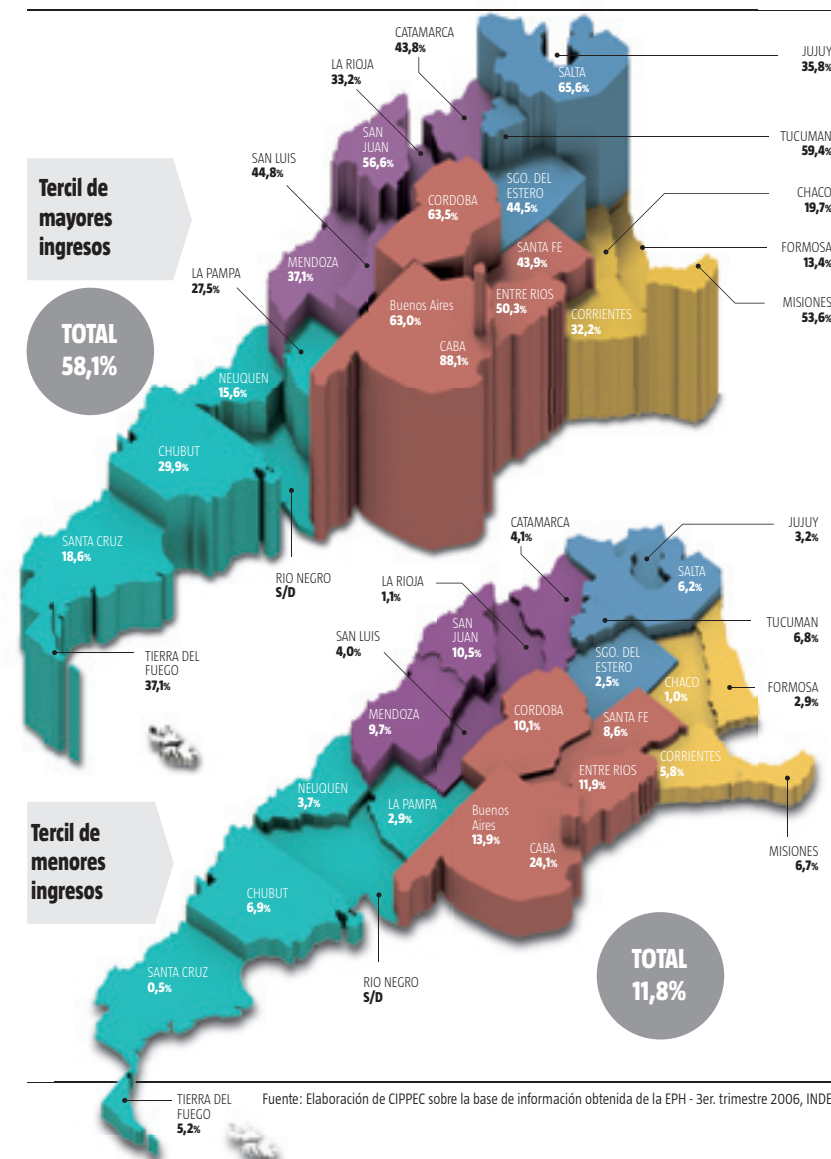 CATAMARCA
43,8%
JUJUY
35,8%
LA RIOJA
33,2%
SALTA
65,6%
SAN
JUAN
56,6%
TUCUMAN
59,4%
SAN LUIS
44,8%
SGO. DEL
ESTERO
44,5%
CHACO
19,7%
Tercil de
mayores
ingresos
CORDOBA
63,5%
FORMOSA
13,4%
MENDOZA
37,1%
SANTA FE
43,9%
LA PAMPA
27,5%
Buenos Aires
63,0%
ENTRE RIOS
50,3%
CORRIENTES
32,2%
MISIONES
53,6%
TOTAL
58,1%
CABA
88,1%
NEUQUEN
15,6%
CHUBUT
29,9%
SANTA CRUZ
18,6%
RIO NEGRO
S/D
TIERRA DEL
FUEGO
37,1%
CATAMARCA
4,1%
JUJUY
3,2%
LA RIOJA
1,1%
SALTA
6,2%
SAN
JUAN
10,5%
TUCUMAN
6,8%
SAN LUIS
4,0%
SGO. DEL
ESTERO
2,5%
CHACO
1,0%
FORMOSA
2,9%
MENDOZA
9,7%
CORDOBA
10,1%
SANTA FE
8,6%
CORRIENTES
5,8%
NEUQUEN
3,7%
LA PAMPA
2,9%
ENTRE RIOS
11,9%
Buenos
Aires
13,9%
CABA
24,1%
MISIONES
6,7%
Tercil de
menores
ingresos
CHUBUT
6,9%
SANTA CRUZ
0,5%
RIO NEGRO
S/D
TOTAL
11,8%
TIERRA DEL
FUEGO
5,2%
Fuente: Elaboración de CIPPEC sobre la base de información obtenida de la EPH - 3er. trimestre 2006, INDE